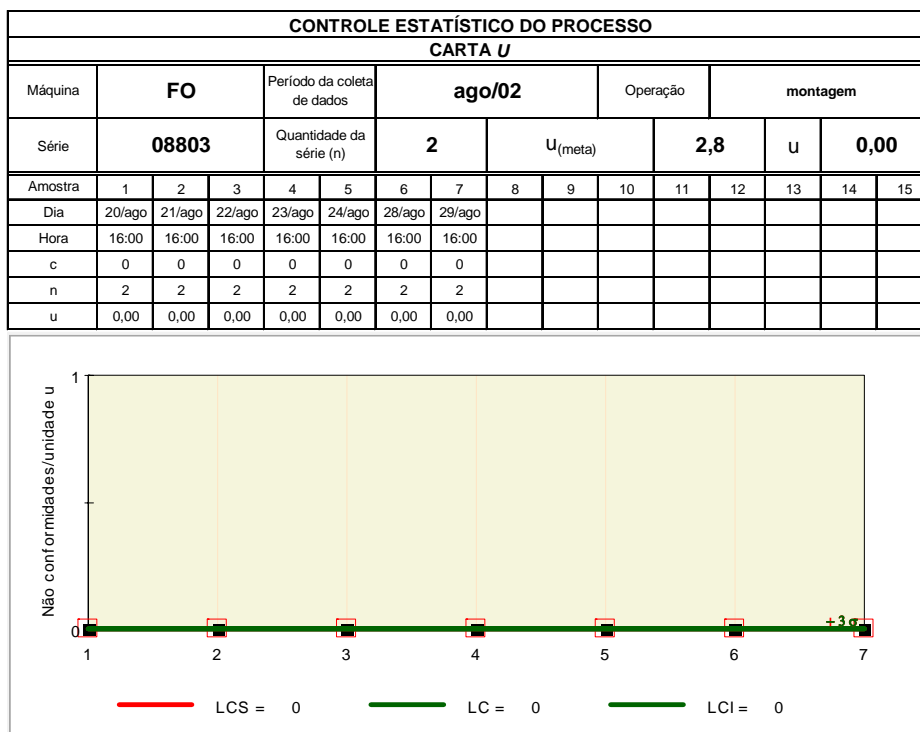 CONTROLE ESTATÍSTICO DO PROCESSO
CARTA U
Máquina FO Período da coleta de dados ago/02 Operação montagem
Série 08803 Quantidade da série (n) 2 u(meta) 2,8 u 0,00
Amostra 1 2 3 4 5 6 7 8 9 10 11 12 13 14 15
Dia 20/ago 21/ago 22/ago 23/ago 24/ago 28/ago 29/ago
Hora 16:00 16:00 16:00 16:00 16:00 16:00 16:00
c 0 0 0 0 0 0 0
n 2 2 2 2 2 2 2
u 0,00 0,00 0,00 0,00 0,00 0,00 0,00
Não conformidades/unidade u
1
0
+3σ
1 2 3 4 5 6 7
LCS = 0 LC = 0 LCI = 0